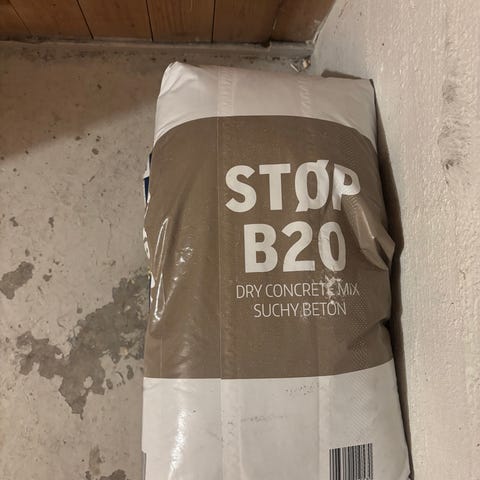 STØP
B20
DRY CONCRETE MIX
SUCHY BETON